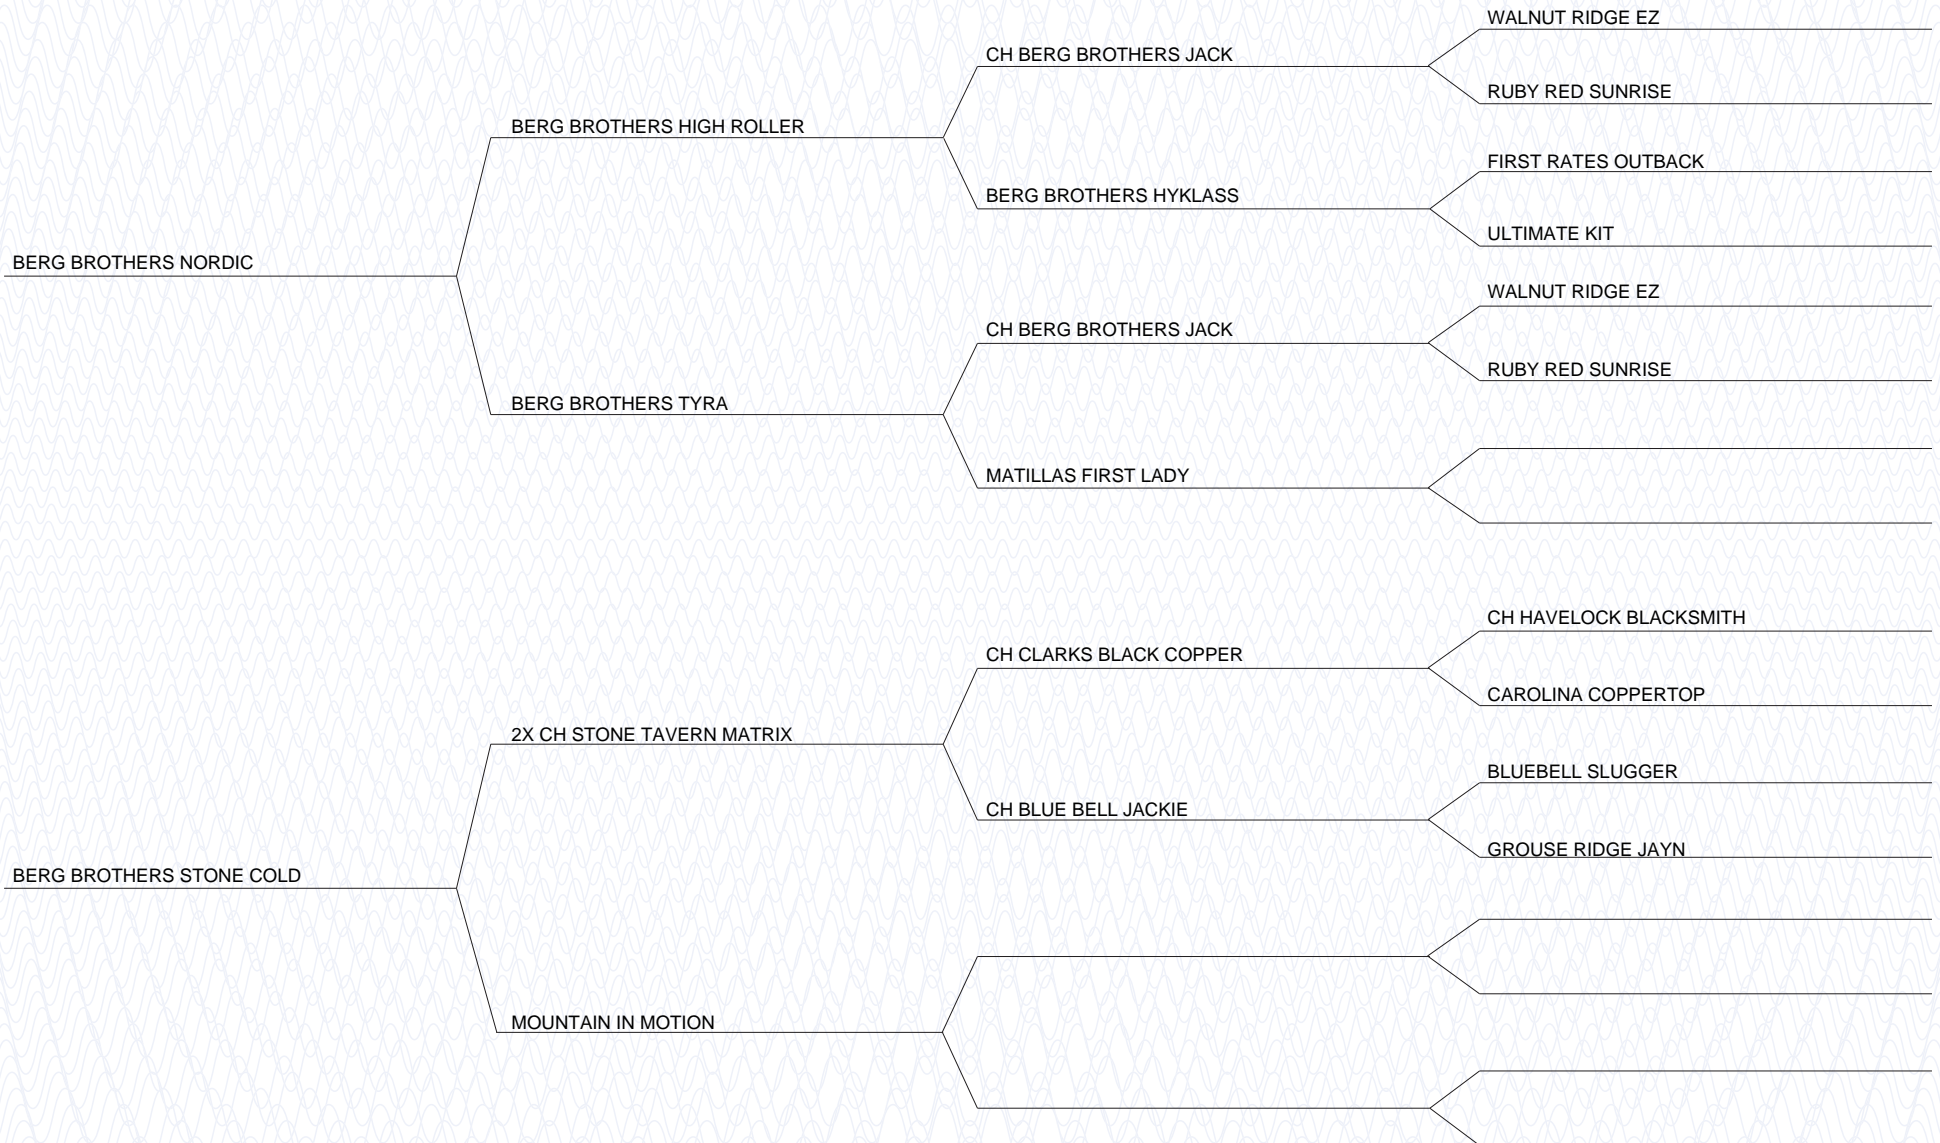 WALNUT RIDGE EZ
CH BERG BROTHERS JACK
RUBY RED SUNRISE
BERG BROTHERS HIGH ROLLER
FIRST RATES OUTBACK
BERG BROTHERS HYKLASS
ULTIMATE KIT
BERG BROTHERS NORDIC
WALNUT RIDGE EZ
CH BERG BROTHERS JACK
RUBY RED SUNRISE
BERG BROTHERS TYRA
MATILLAS FIRST LADY
CH HAVELOCK BLACKSMITH
CH CLARKS BLACK COPPER
CAROLINA COPPERTOP
2X CH STONE TAVERN MATRIX
BLUEBELL SLUGGER
CH BLUE BELL JACKIE
GROUSE RIDGE JAYN
BERG BROTHERS STONE COLD
MOUNTAIN IN MOTION